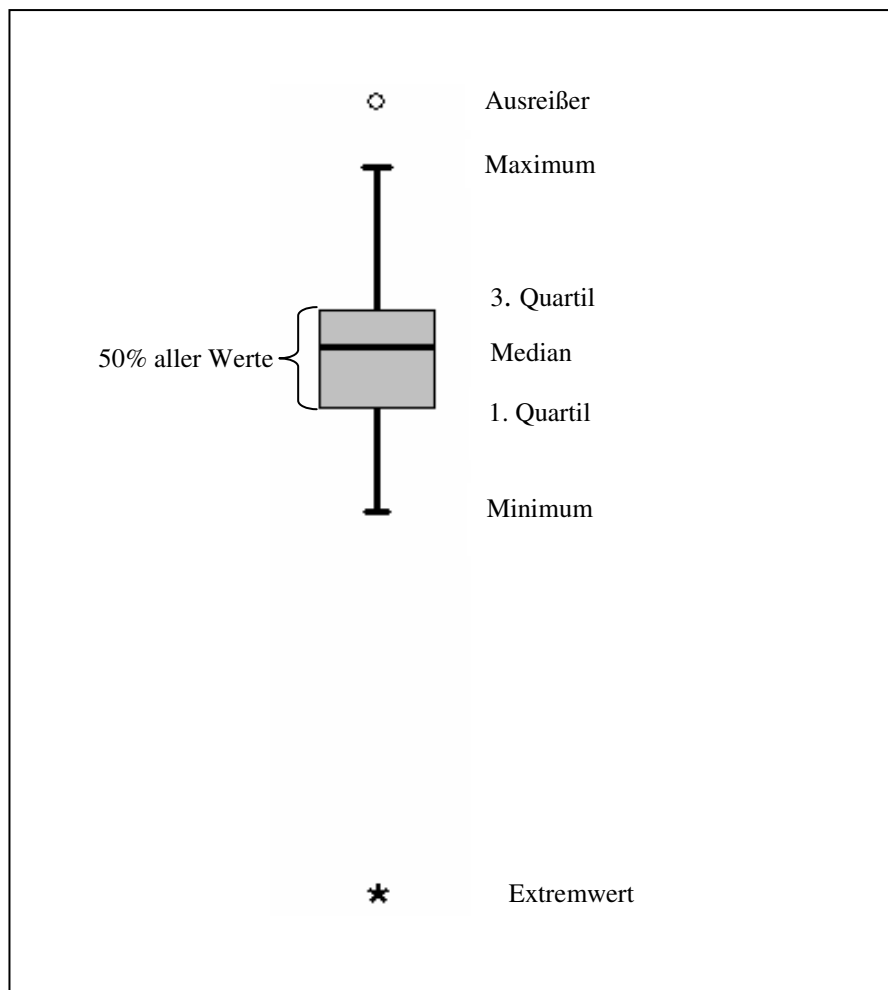 Ausreißer
Maximum
3. Quartil
50% aller Werte
Median
1. Quartil
Minimum
Extremwert